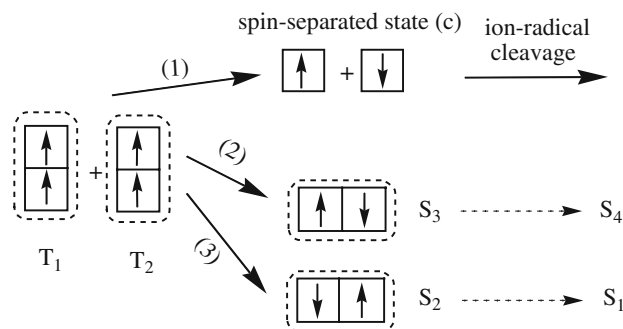 spin-separated state (c)
ion-radical
cleavage
(1)
+
(2)
+
S₃
S₄
(3)
T₁
T₂
S₂
S₁